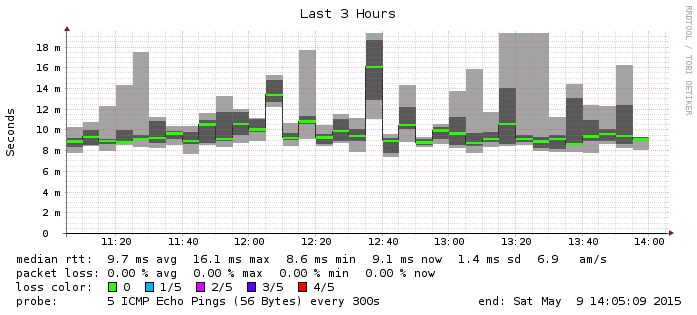 Last 3 Hours
RRDTOOL / TOBI OETIKER
Seconds
18 m
16 m
14 m
12 m
10 m
8 m
6 m
4 m
2 m
0
11:20 11:40 12:00 12:20 12:40 13:00 13:20 13:40 14:00
median rtt: 9.7 ms avg 16.1 ms max 8.6 ms min 9.1 ms now 1.4 ms sd 6.9 am/s
packet loss: 0.00 % avg 0.00 % max 0.00 % min 0.00 % now
loss color: 0 1/5 2/5 3/5 4/5
probe: 5 ICMP Echo Pings (56 Bytes) every 300s end: Sat May 9 14:05:09 2015